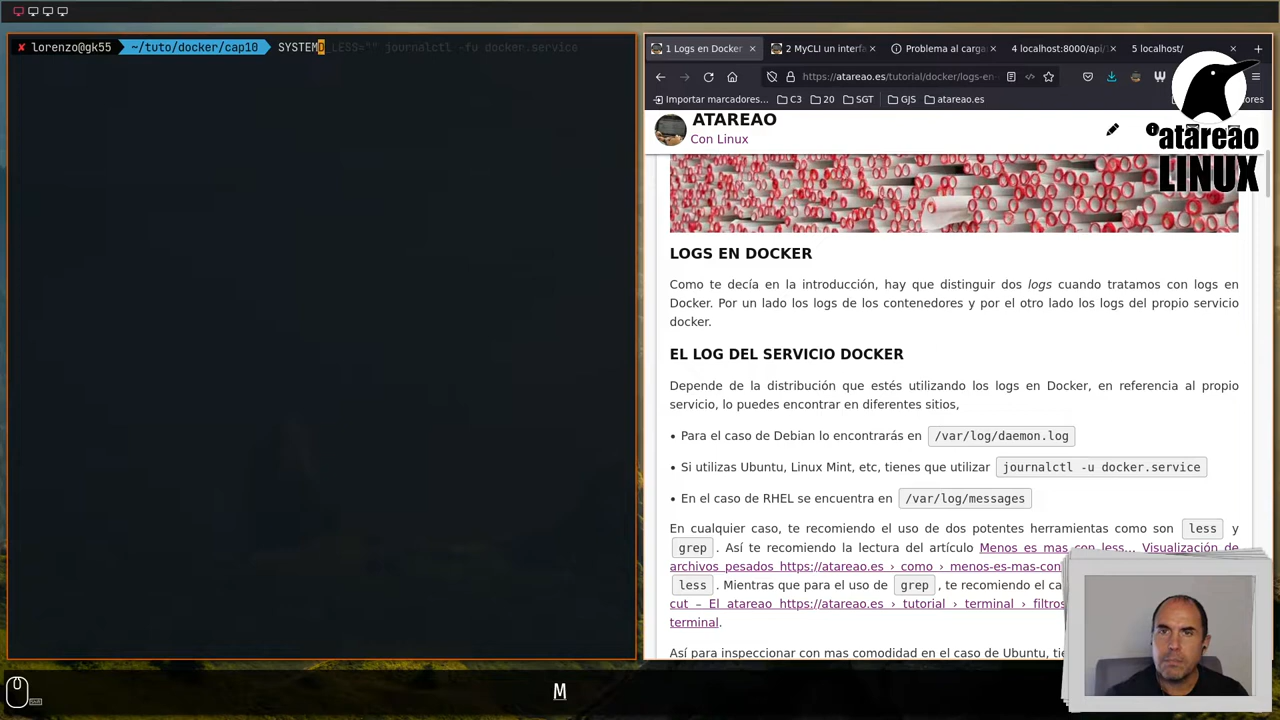 ✘ lorenzo@gk55 ~/tuto/docker/cap10 SYSTEMD_LESS="" journalctl -fu docker.service
1 Logs en Docker
2 MyCLI un interfa
Problema al carga
4 localhost:8000/api/
5 localhost/
https://atareao.es/tutorial/docker/logs-en-
Importar marcadores... C3 20 SGT GJS atareao.es
ATAREAO
Con Linux
atareao
LINUX
LOGS EN DOCKER
Como te decía en la introducción, hay que distinguir dos logs cuando tratamos con logs en
Docker. Por un lado los logs de los contenedores y por el otro lado los logs del propio servicio
docker.
EL LOG DEL SERVICIO DOCKER
Depende de la distribución que estés utilizando los logs en Docker, en referencia al propio
servicio, lo puedes encontrar en diferentes sitios,
• Para el caso de Debian lo encontrarás en /var/log/daemon.log
• Si utilizas Ubuntu, Linux Mint, etc, tienes que utilizar journalctl -u docker.service
• En el caso de RHEL se encuentra en /var/log/messages
En cualquier caso, te recomiendo el uso de dos potentes herramientas como son less y
grep. Así te recomiendo la lectura del artículo Menos es mas con less... Visualización de
archivos pesados https://atareao.es › como › menos-es-mas-con
less. Mientras que para el uso de grep, te recomiendo el ca
cut – El atareao https://atareao.es › tutorial › terminal › filtros
terminal.
Así para inspeccionar con mas comodidad en el caso de Ubuntu, tie
M